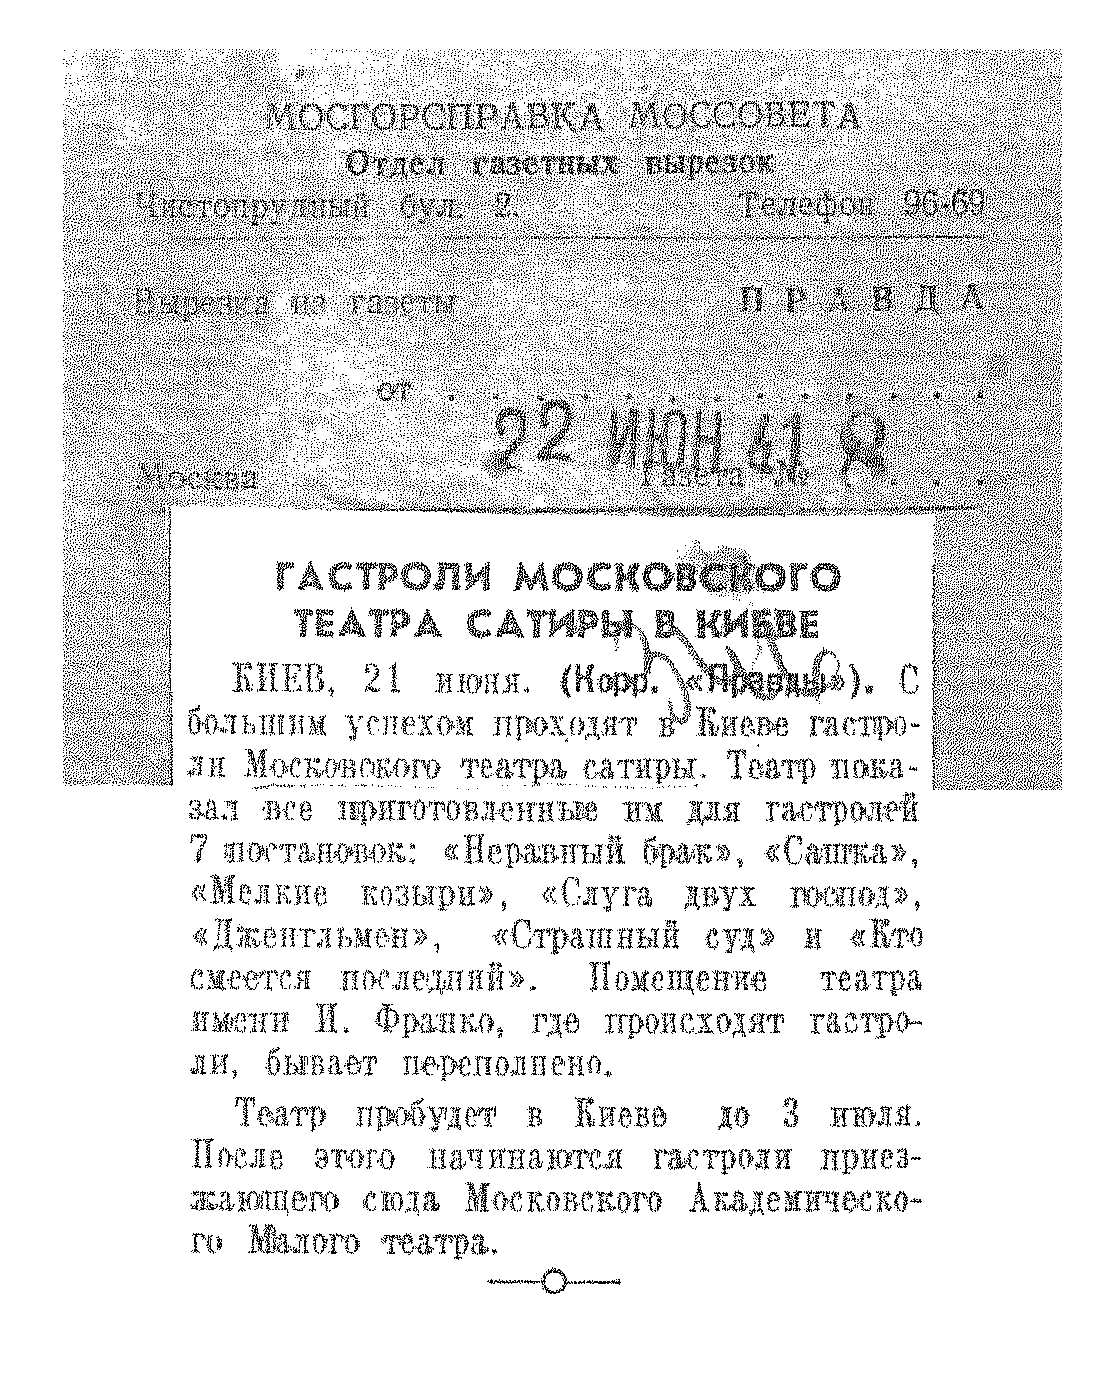 МОСГОРСПРАВКА МОССОВЕТА
Отдел газетных вырезок
Чистопрудный бул. 2. Телефон 96-69
Вырезка из газеты ПРАВДА
от . . . . . . . . . . . . .
22 ИЮН 41
Москва Газета № . . . .
ГАСТРОЛИ МОСКОВСКОГО
ТЕАТРА САТИРЫ В КИЕВЕ
КИЕВ, 21 июня. (Корр. «Правды»). С
большим успехом проходят в Киеве гастро-
ли Московского театра сатиры. Театр пока-
зал все приготовленные им для гастролей
7 постановок: «Неравный брак», «Сашка»,
«Мелкие козыри», «Слуга двух господ»,
«Джентльмен», «Страшный суд» и «Кто
смеется последний». Помещение театра
имени И. Франко, где происходят гастро-
ли, бывает переполнено.
Театр пробудет в Киеве до 3 июля.
После этого начинаются гастроли приез-
жающего сюда Московского Академическо-
го Малого театра.